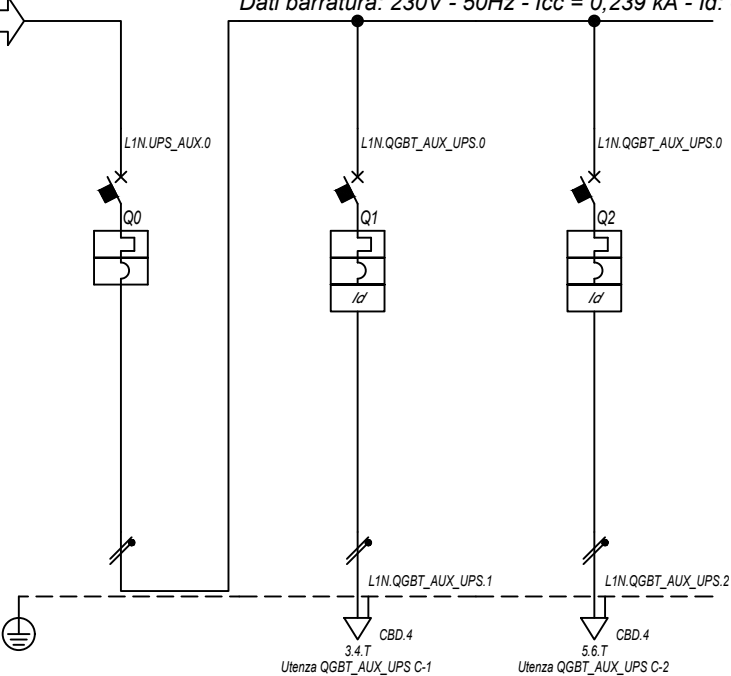 Dati barratura: 230V - 50Hz - Icc = 0,239 kA - Id:
L1N.UPS_AUX.0
L1N.QGBT_AUX_UPS.0
L1N.QGBT_AUX_UPS.0
Q0
Q1
Q2
Id
Id
L1N.QGBT_AUX_UPS.1
L1N.QGBT_AUX_UPS.2
CBD.4
CBD.4
3.4.T
5.6.T
Utenza QGBT_AUX_UPS C-1
Utenza QGBT_AUX_UPS C-2